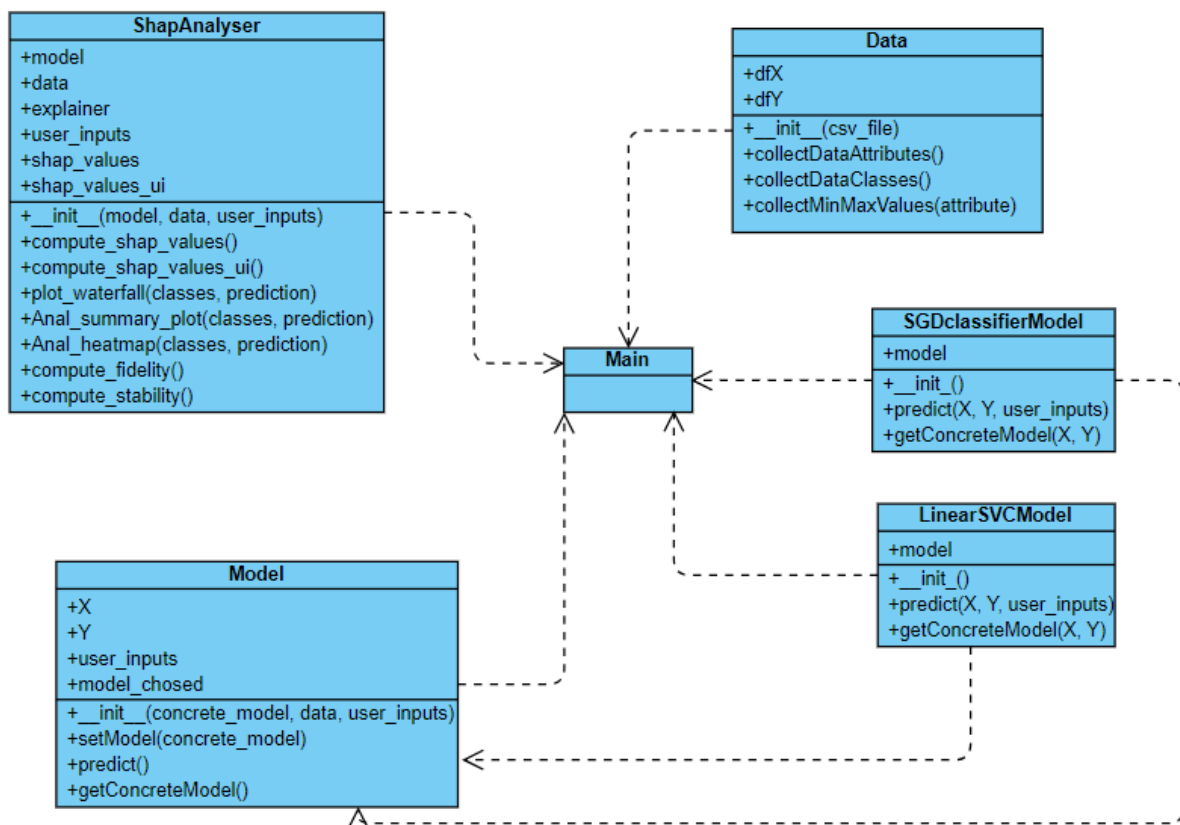 ShapAnalyser
+model
+data
+explainer
+user_inputs
+shap_values
+shap_values_ui
+__init__(model, data, user_inputs)
+compute_shap_values()
+compute_shap_values_ui()
+plot_waterfall(classes, prediction)
+Anal_summary_plot(classes, prediction)
+Anal_heatmap(classes, prediction)
+compute_fidelity()
+compute_stability()
Data
+dfX
+dfY
+__init__(csv_file)
+collectDataAttributes()
+collectDataClasses()
+collectMinMaxValues(attribute)
Main
SGDclassifierModel
+model
+__init_()
+predict(X, Y, user_inputs)
+getConcreteModel(X, Y)
LinearSVCModel
+model
+__init_()
+predict(X, Y, user_inputs)
+getConcreteModel(X, Y)
Model
+X
+Y
+user_inputs
+model_chosed
+__init__(concrete_model, data, user_inputs)
+setModel(concrete_model)
+predict()
+getConcreteModel()